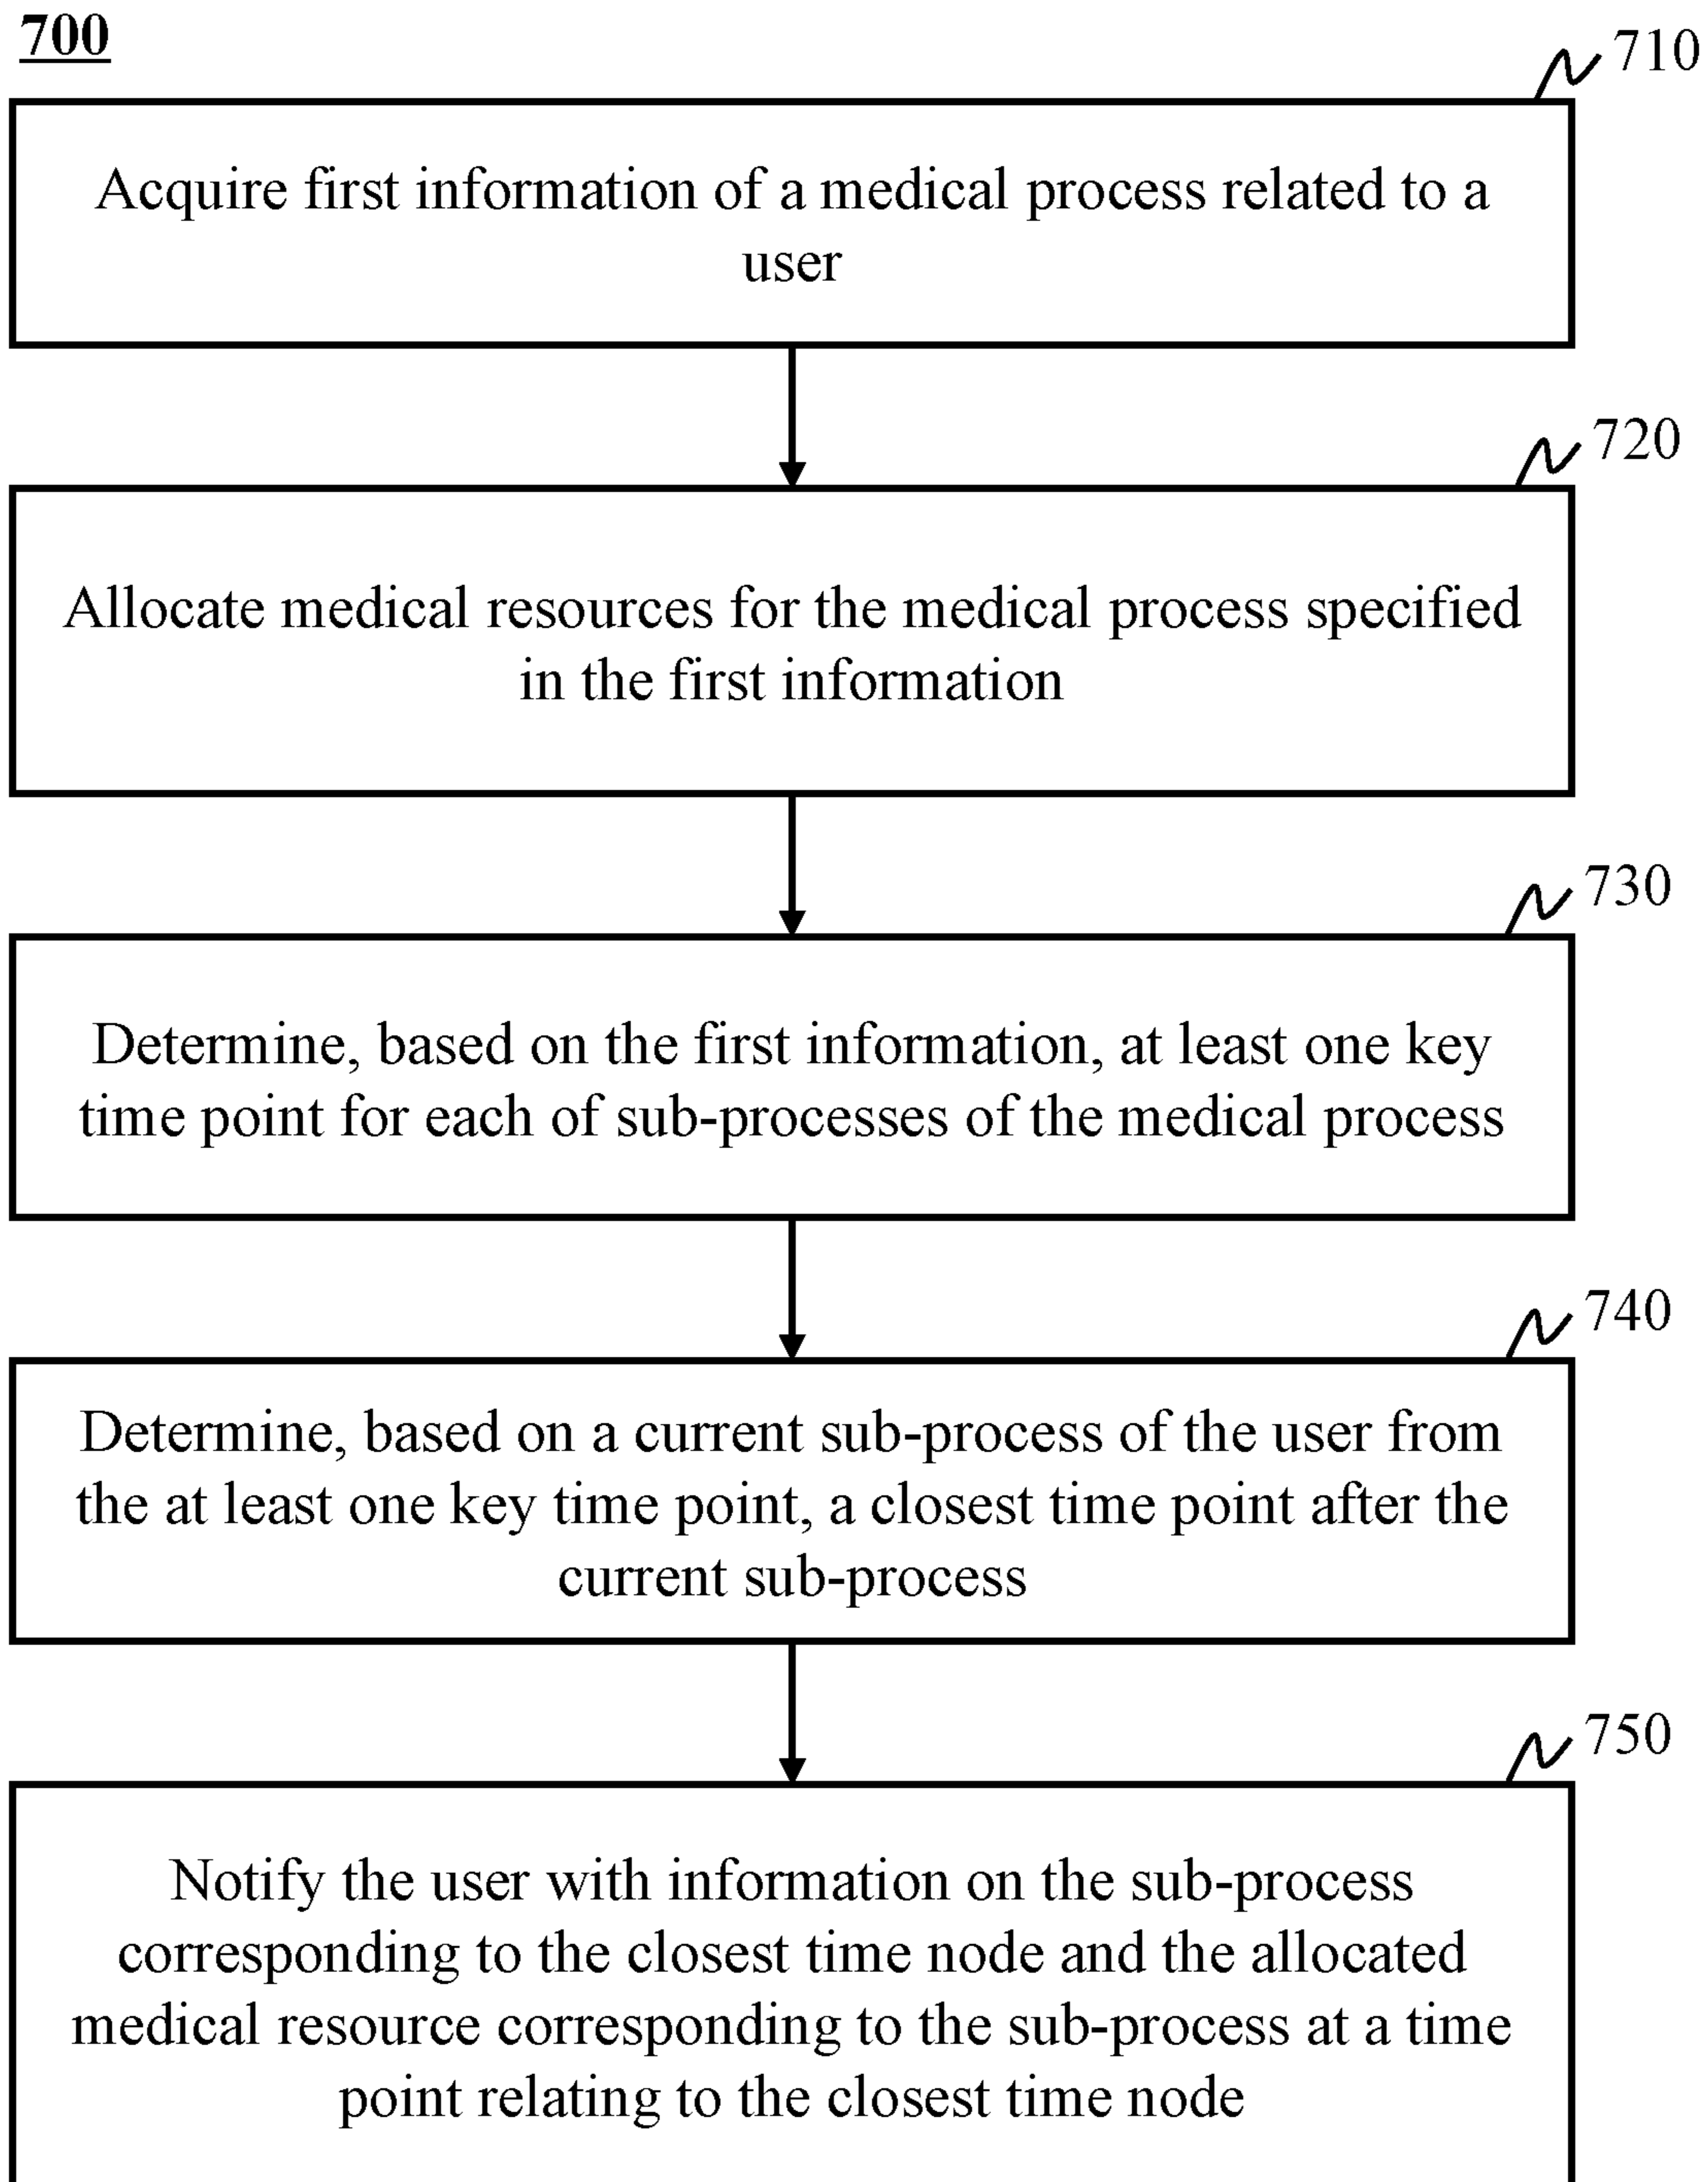 700
710
Acquire first information of a medical process related to a
user
720
Allocate medical resources for the medical process specified
in the first information
730
Determine, based on the first information, at least one key
time point for each of sub-processes of the medical process
740
Determine, based on a current sub-process of the user from
the at least one key time point, a closest time point after the
current sub-process
750
Notify the user with information on the sub-process
corresponding to the closest time node and the allocated
medical resource corresponding to the sub-process at a time
point relating to the closest time node